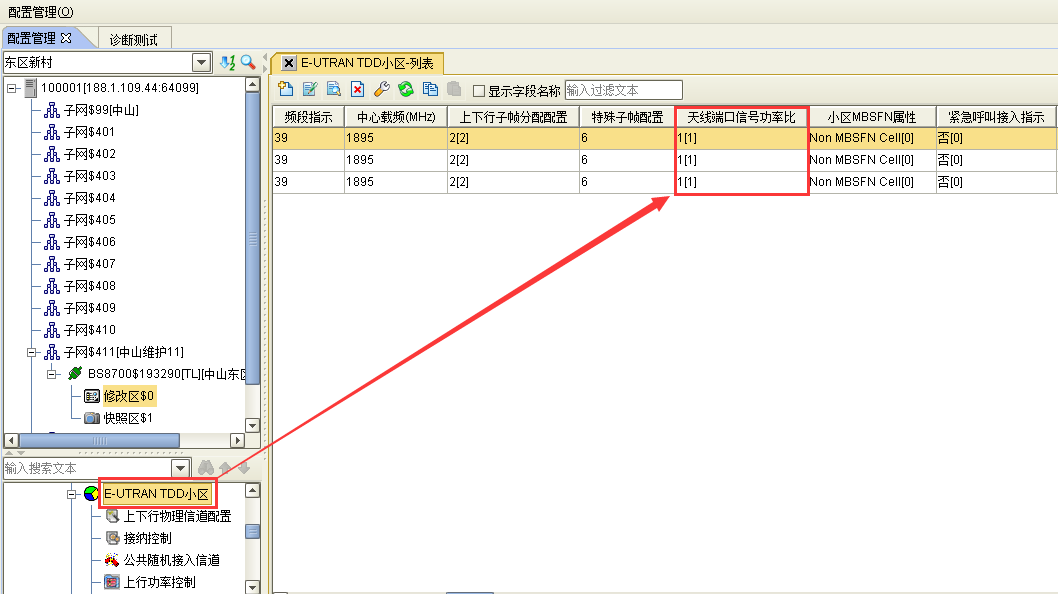 配置管理(O)
配置管理
诊断测试
东区新村
100001[188.1.109.44:64099]
子网$99[中山]
子网$401
子网$402
子网$403
子网$404
子网$405
子网$406
子网$407
子网$408
子网$409
子网$410
子网$411[中山维护11]
BS8700$193290[TL][中山东区
修改区$0
快照区$1
输入搜索文本
E-UTRAN TDD小区
上下行物理信道配置
接纳控制
公共随机接入信道
上行功率控制
E-UTRAN TDD小区-列表
显示字段名称 输入过滤文本
频段指示 中心载频(MHz) 上下行子帧分配配置 特殊子帧配置 天线端口信号功率比 小区MBSFN属性 紧急呼叫接入指示
39 1895 2[2] 6 1[1] Non MBSFN Cell[0] 否[0]
39 1895 2[2] 6 1[1] Non MBSFN Cell[0] 否[0]
39 1895 2[2] 6 1[1] Non MBSFN Cell[0] 否[0]